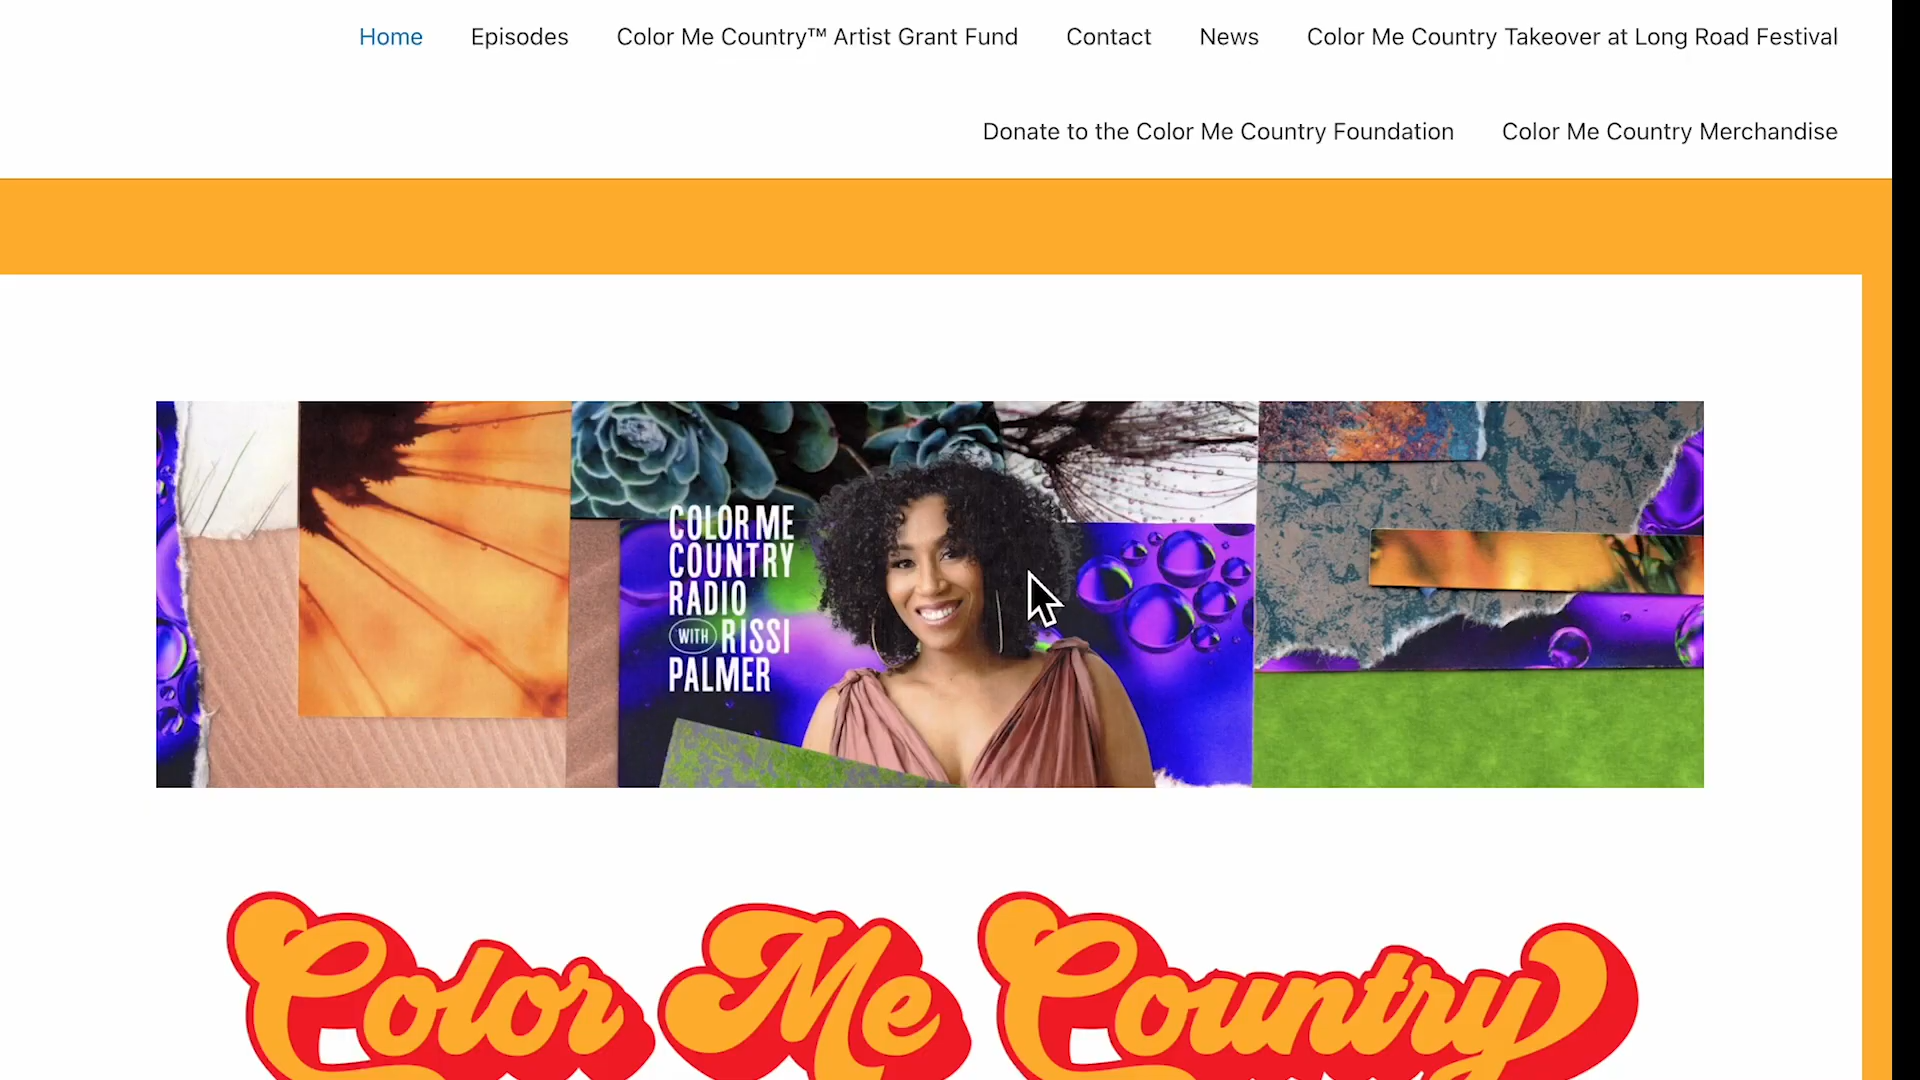 Home Episodes Color Me Country™ Artist Grant Fund Contact News Color Me Country Takeover at Long Road Festival
Donate to the Color Me Country Foundation Color Me Country Merchandise
COLOR ME
COUNTRY
RADIO
WITH RISSI
PALMER
Color Me Country